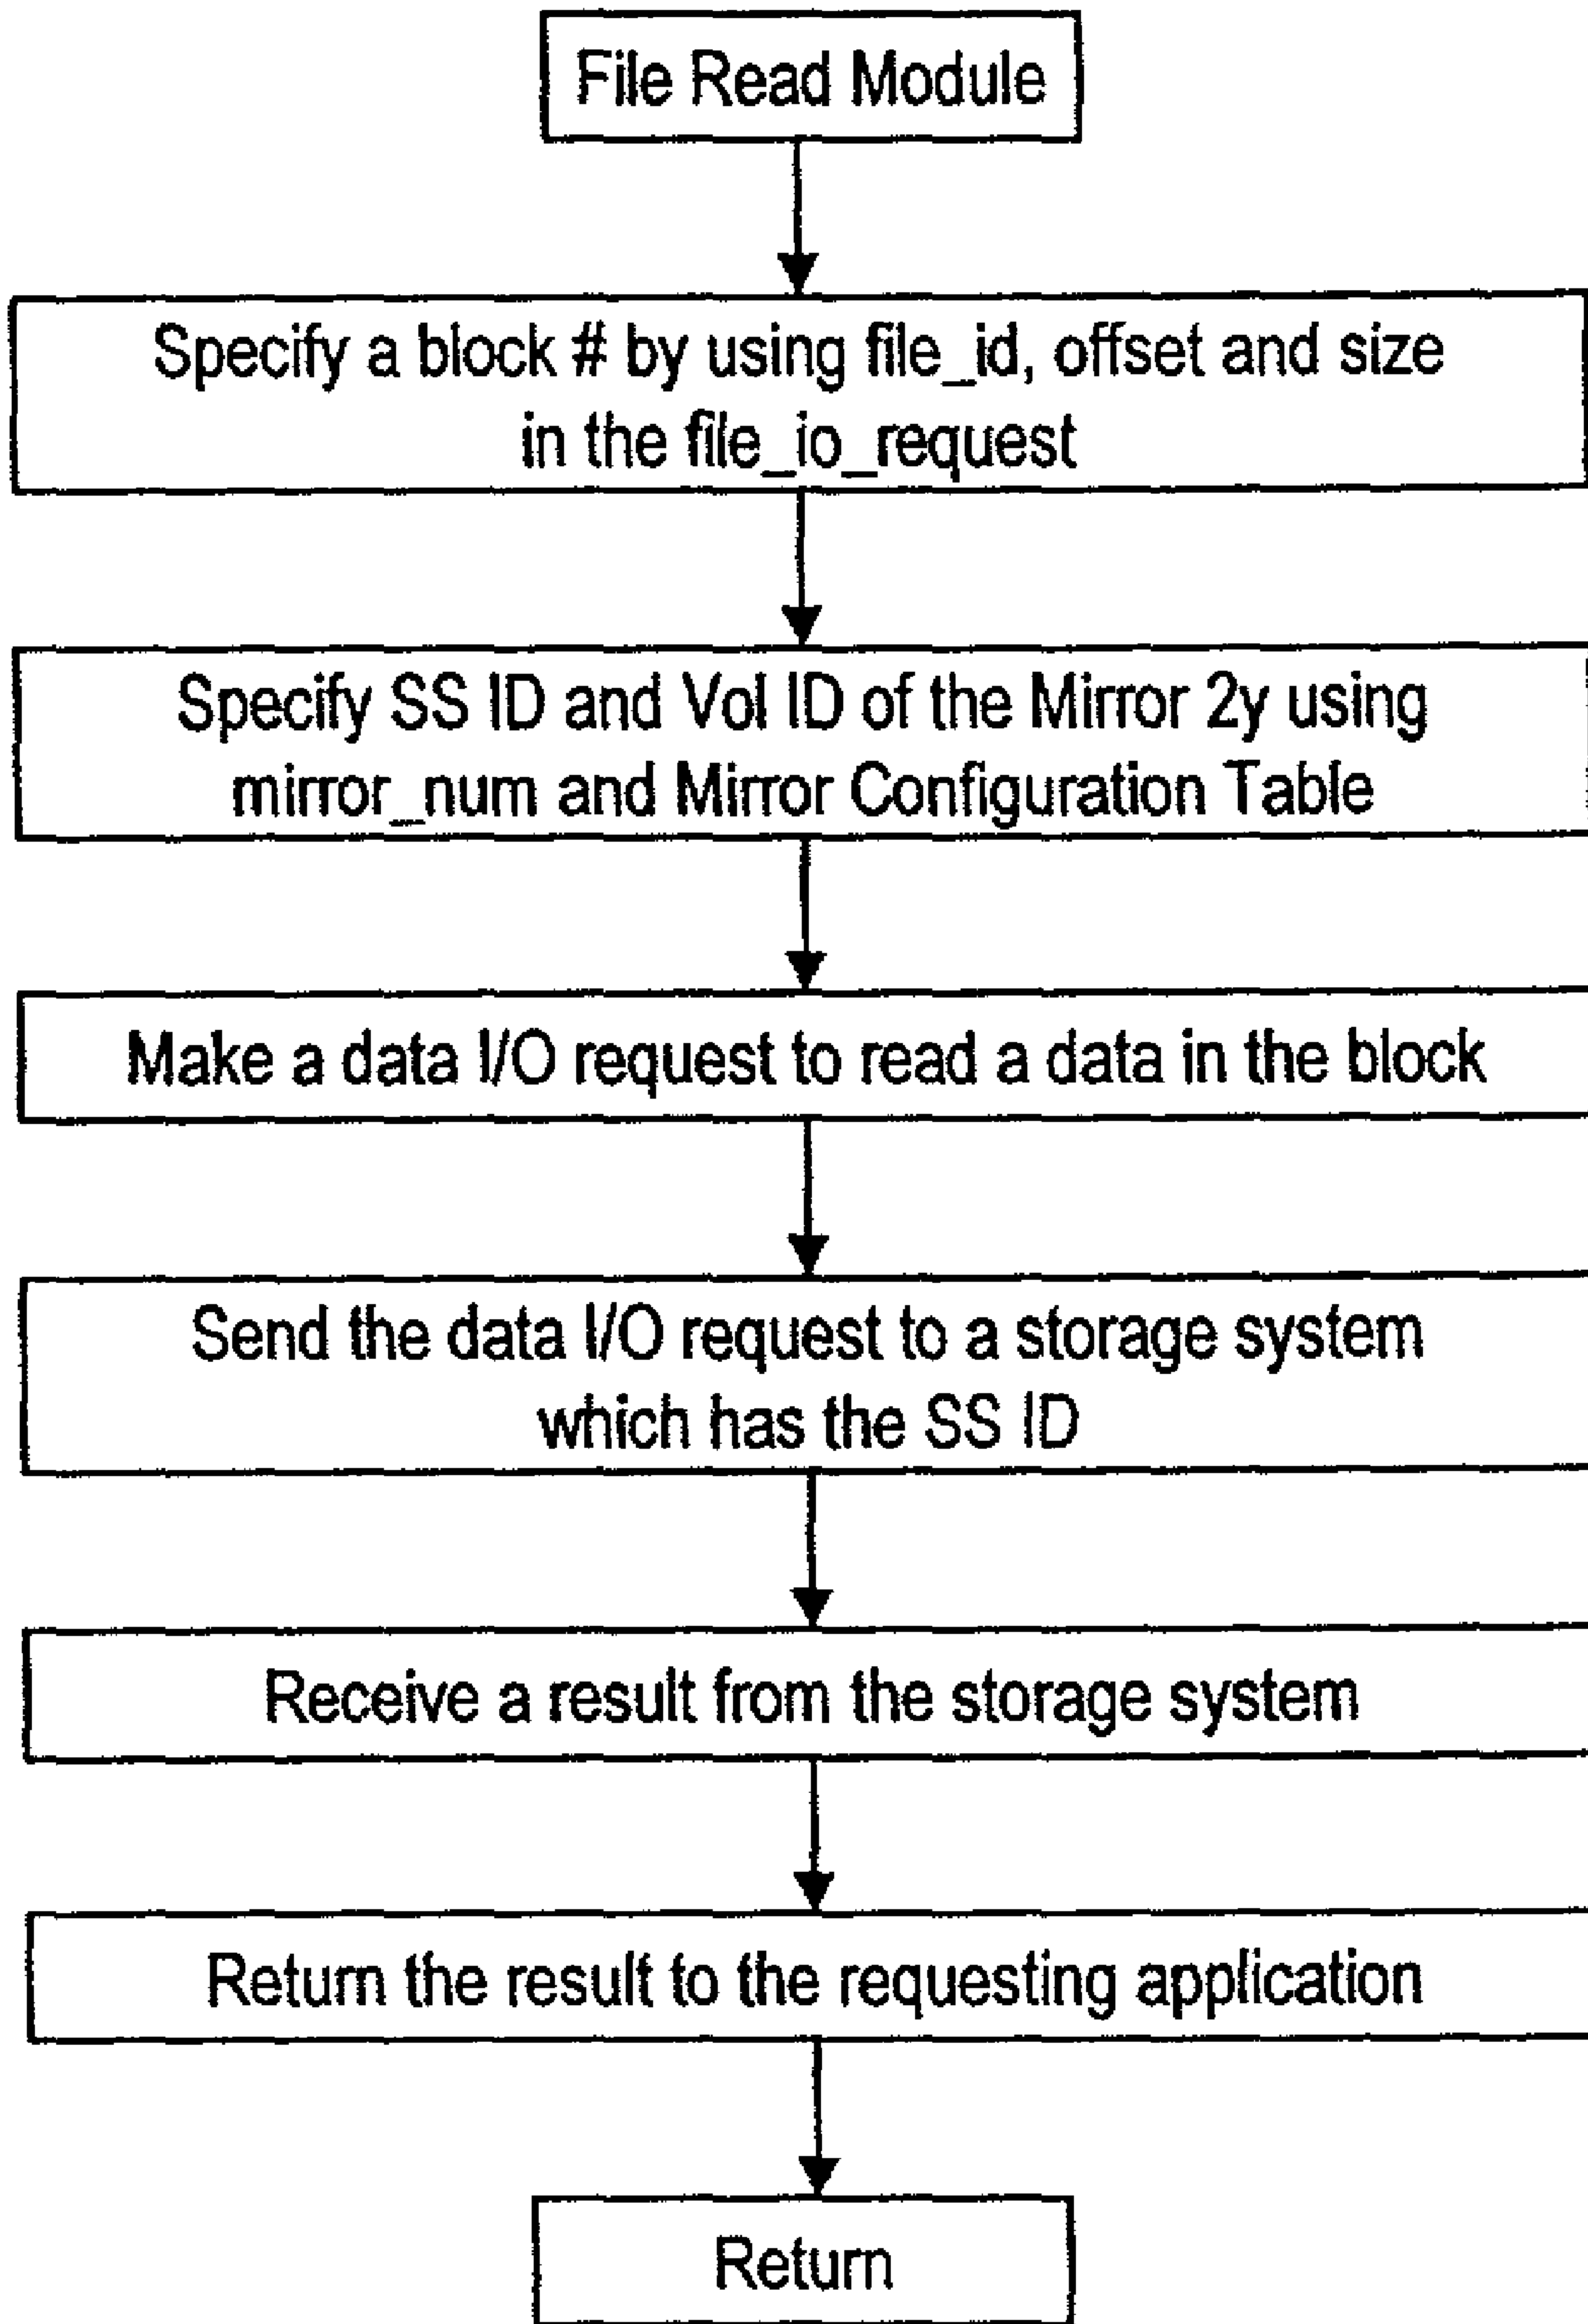 File Read Module
Specify a block # by using file_id, offset and size
in the file_io_request
Specify SS ID and Vol ID of the Mirror 2y using
mirror_num and Mirror Configuration Table
Make a data I/O request to read a data in the block
Send the data I/O request to a storage system
which has the SS ID
Receive a result from the storage system
Return the result to the requesting application
Return